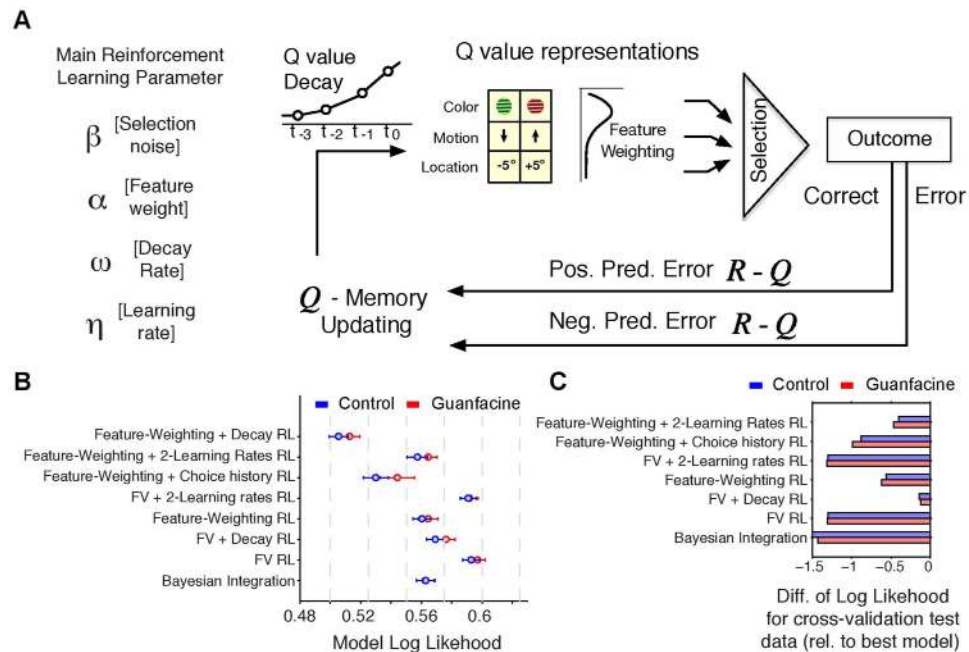 A
Main Reinforcement
Learning Parameter
β [Selection
noise]
α [Feature
weight]
ω [Decay
Rate]
η [Learning
rate]
Q value
Decay
t-3 t-2 t-1 t0
Q value representations
Color
Motion
Location -5° +5°
Feature
Weighting
Selection
Outcome
Correct Error
Pos. Pred. Error R - Q
Neg. Pred. Error R - Q
Q - Memory
Updating
B
Control Guanfacine
Feature-Weighting + Decay RL
Feature-Weighting + 2-Learning Rates RL
Feature-Weighting + Choice history RL
FV + 2-Learning rates RL
Feature-Weighting RL
FV + Decay RL
FV RL
Bayesian Integration
0.48 0.52 0.56 0.6
Model Log Likelihood
C
Control Guanfacine
Feature-Weighting + 2-Learning Rates RL
Feature-Weighting + Choice history RL
FV + 2-Learning rates RL
Feature-Weighting RL
FV + Decay RL
FV RL
Bayesian Integration
-1.5 -1 -0.5 0
Diff. of Log Likelihood
for cross-validation test
data (rel. to best model)